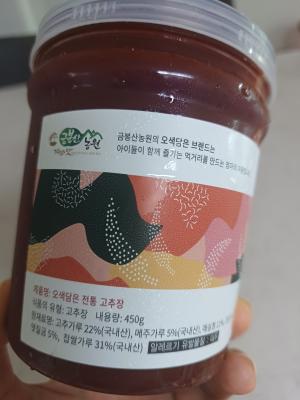 금봉산
농원
금봉산농원의 오색담은 브랜드는
아이들이 함께 즐기는 먹거리를 만드는
제품명: 오색담은 전통 고추장
식품의 유형: 고추장 내용량: 450g
원재료명: 고추가루 22%(국내산), 메주가루 5%(국내산),
엿질금 5%, 찹쌀가루 31%(국내산) 알레르기 유발물질 :